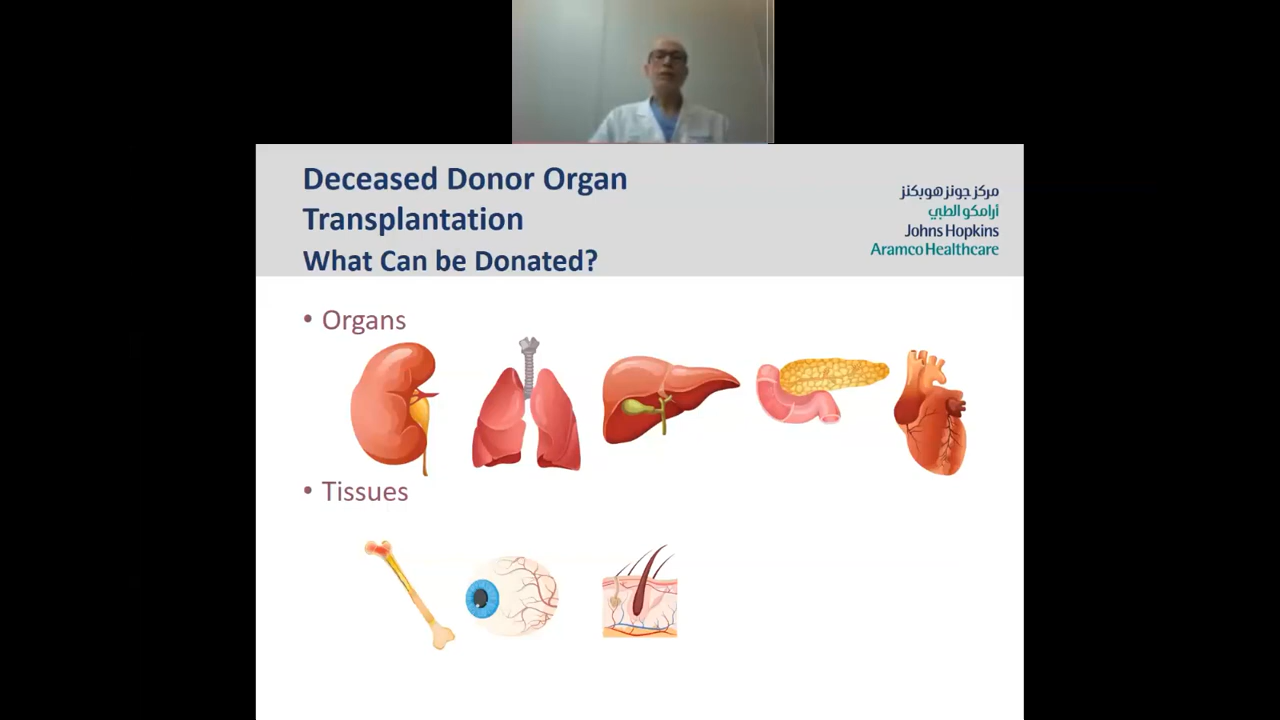 Deceased Donor Organ
Transplantation
What Can be Donated?
مركز جونز هوبكنز
أرامكو الطبي
Johns Hopkins
Aramco Healthcare
• Organs
• Tissues